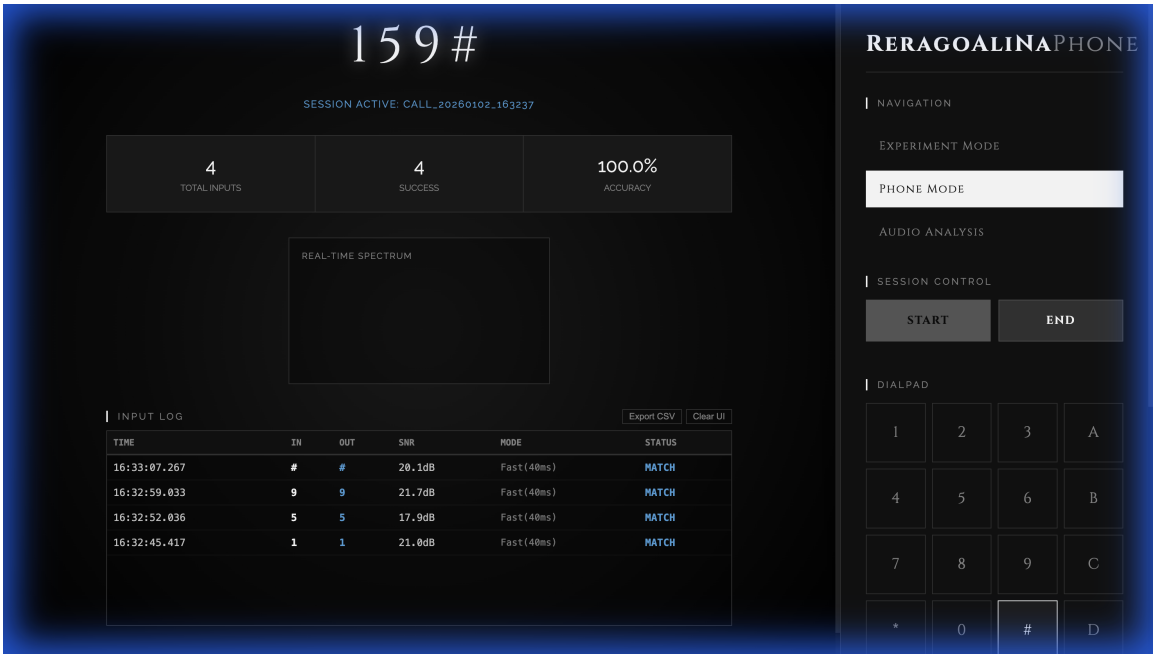 159#
SESSION ACTIVE: CALL_20260102_163237
4 4 100.0%
TOTAL INPUTS SUCCESS ACCURACY
REAL-TIME SPECTRUM
INPUT LOG Export CSV Clear UI
TIME IN OUT SNR MODE STATUS
16:33:07.267 # # 20.1dB Fast(40ms) MATCH
16:32:59.033 9 9 21.7dB Fast(40ms) MATCH
16:32:52.036 5 5 17.9dB Fast(40ms) MATCH
16:32:45.417 1 1 21.0dB Fast(40ms) MATCH
ReragoAliNaPhone
NAVIGATION
Experiment Mode
Phone Mode
Audio Analysis
SESSION CONTROL
START END
DIALPAD
1 2 3 A
4 5 6 B
7 8 9 C
* 0 # D